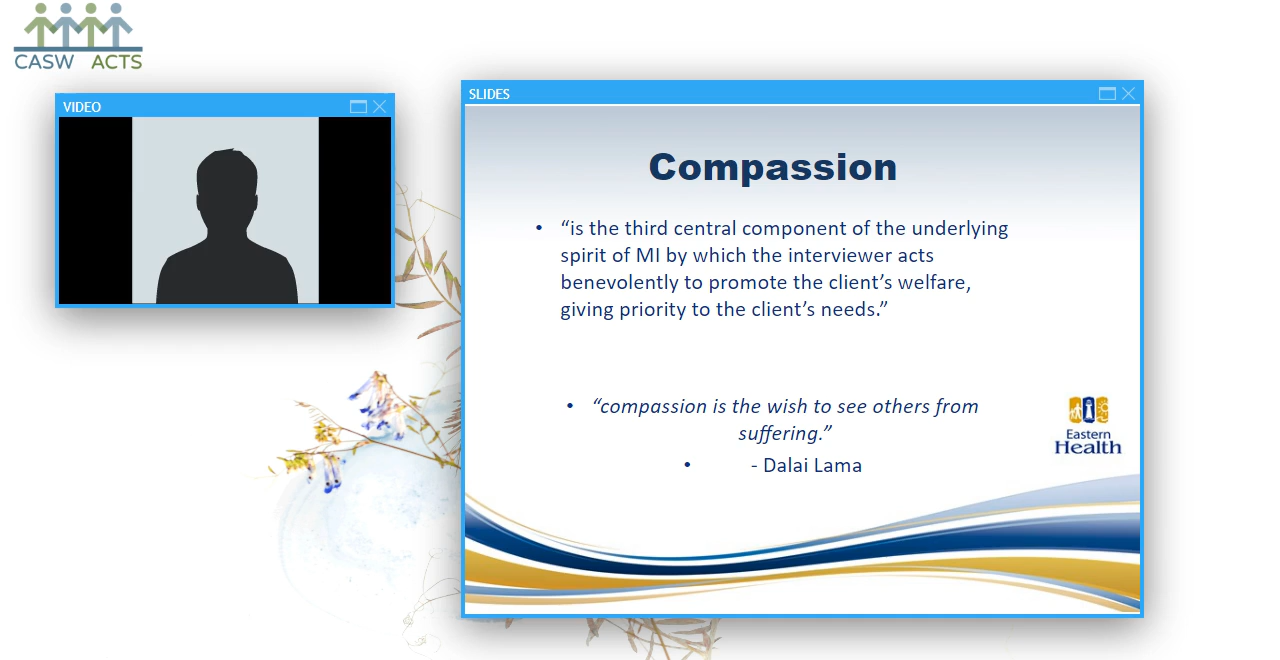 CASW ACTS
VIDEO
SLIDES
Compassion
• “is the third central component of the underlying
spirit of MI by which the interviewer acts
benevolently to promote the client’s welfare,
giving priority to the client’s needs.”
• “compassion is the wish to see others from
suffering.”
• - Dalai Lama
Eastern
Health